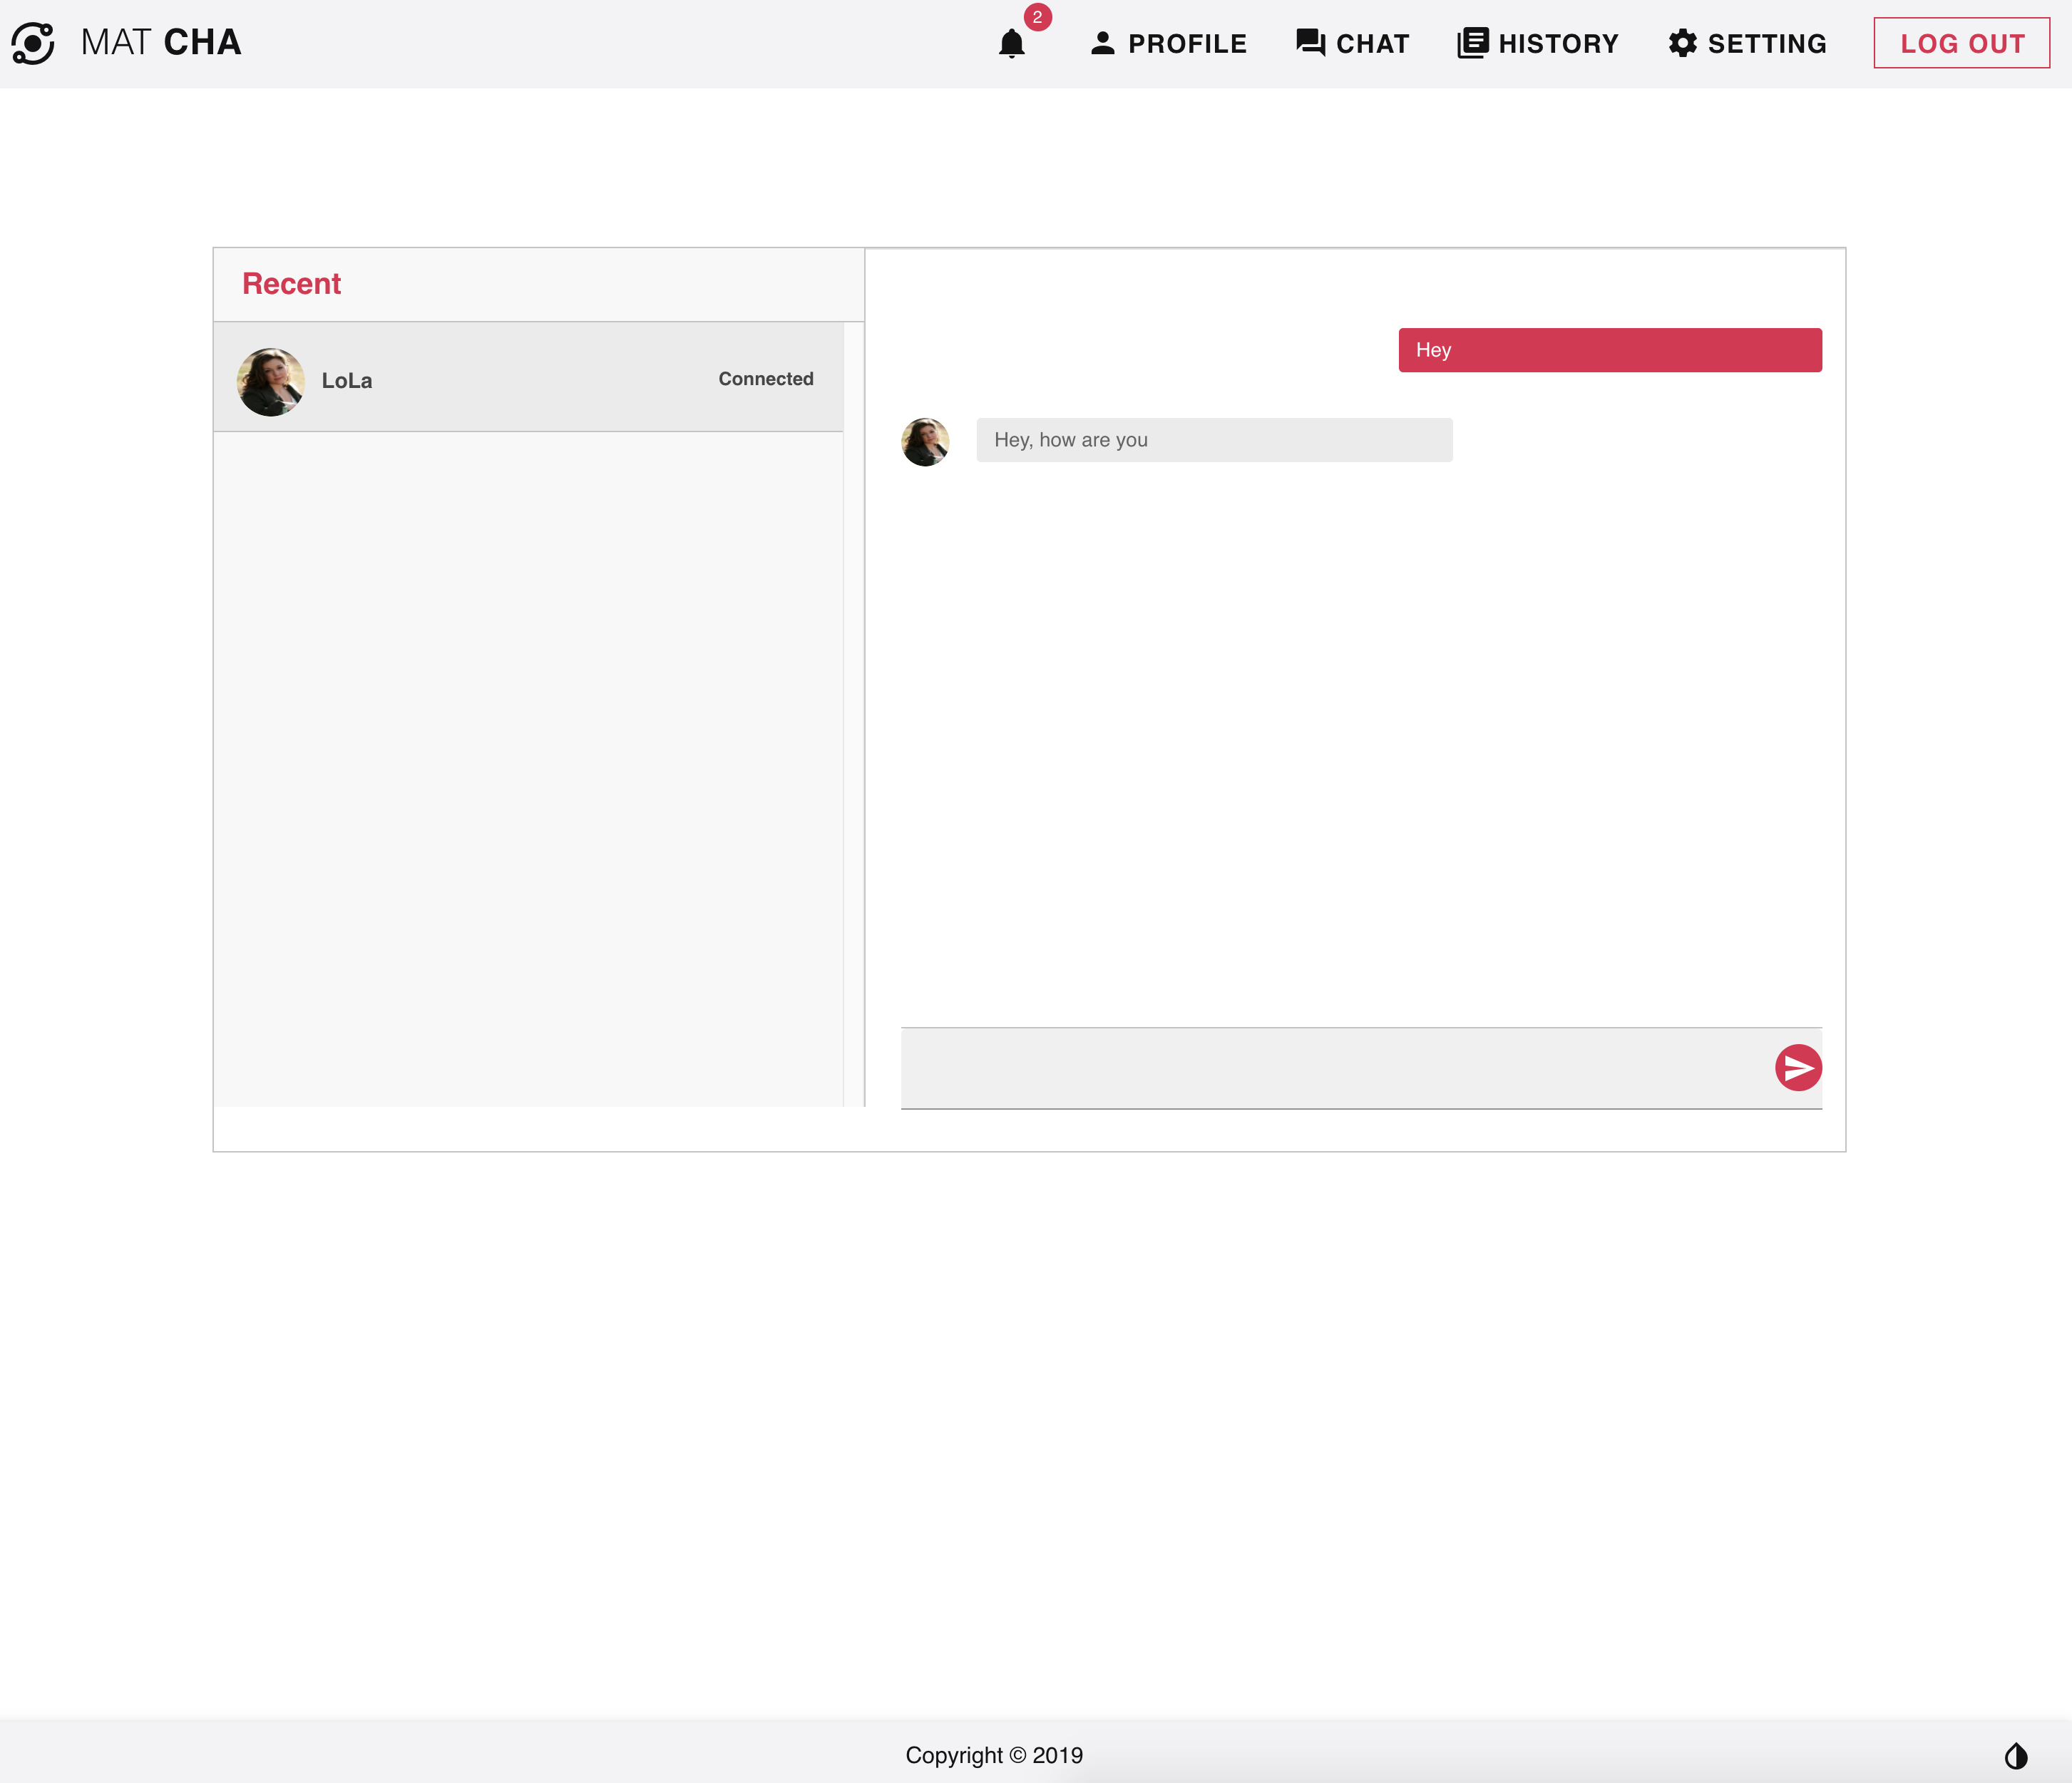 MAT CHA
2
PROFILE
CHAT
HISTORY
SETTING
LOG OUT
Recent
LoLa
Connected
Hey
Hey, how are you
Copyright © 2019